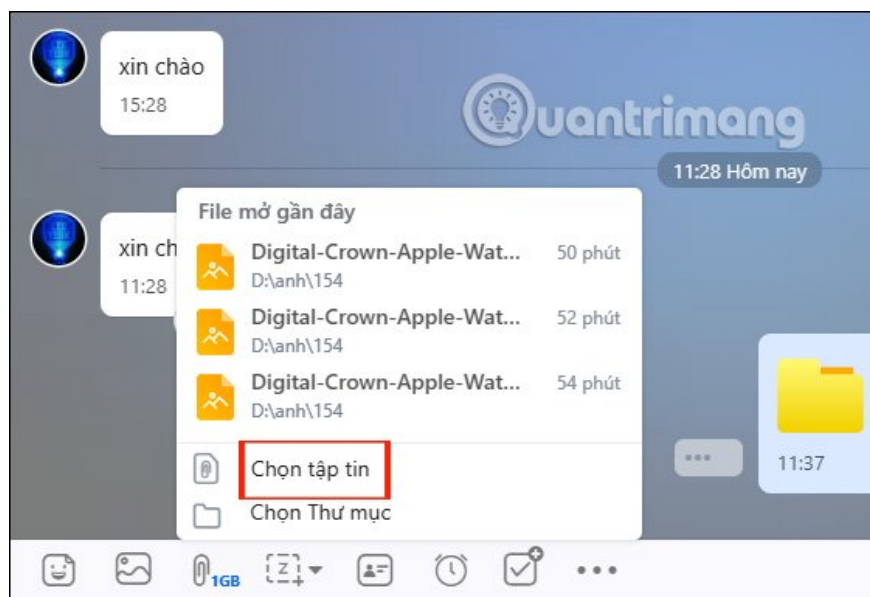 xin chào
15:28
Quantrimang
11:28 Hôm nay
File mở gần đây
xin ch
11:28
Digital-Crown-Apple-Wat... 50 phút
D:\anh\154
Digital-Crown-Apple-Wat... 52 phút
D:\anh\154
Digital-Crown-Apple-Wat... 54 phút
D:\anh\154
Chọn tập tin
Chọn Thư mục
11:37
1GB
Z